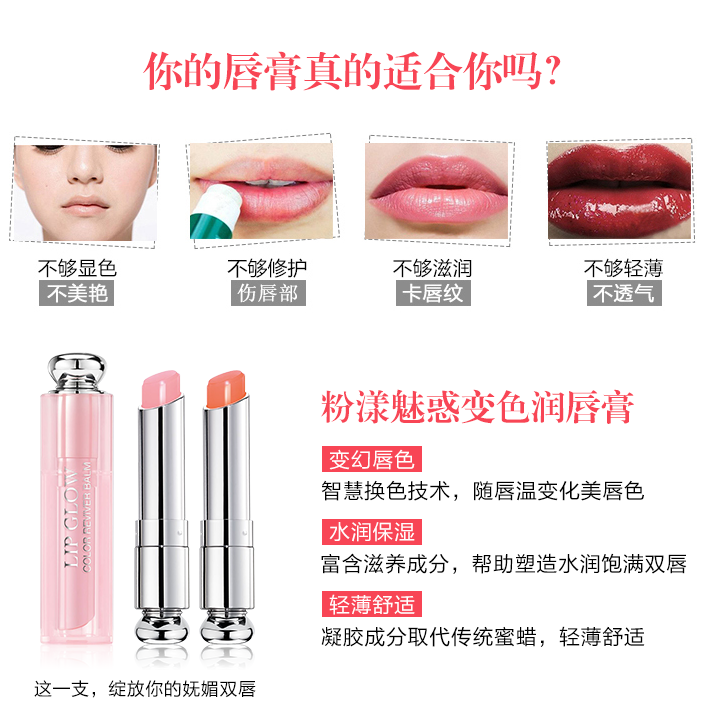 你的唇膏真的适合你吗?
不够显色
不美艳
不够修护
伤唇部
不够滋润
卡唇纹
不够轻薄
不透气
LIP GLOW
COLOR REVIVER BALM
粉漾魅惑变色润唇膏
变幻唇色
智慧换色技术，随唇温变化美唇色
水润保湿
富含滋养成分，帮助塑造水润饱满双唇
轻薄舒适
凝胶成分取代传统蜜蜡，轻薄舒适
这一支，绽放你的妩媚双唇